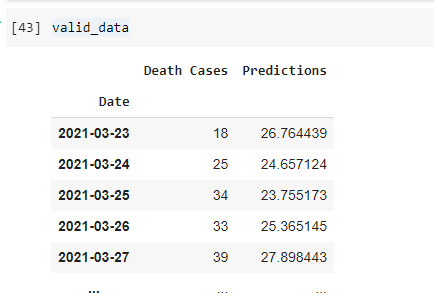 [43] valid_data
Death Cases Predictions
Date
2021-03-23 18 26.764439
2021-03-24 25 24.657124
2021-03-25 34 23.755173
2021-03-26 33 25.365145
2021-03-27 39 27.898443
... ... ...